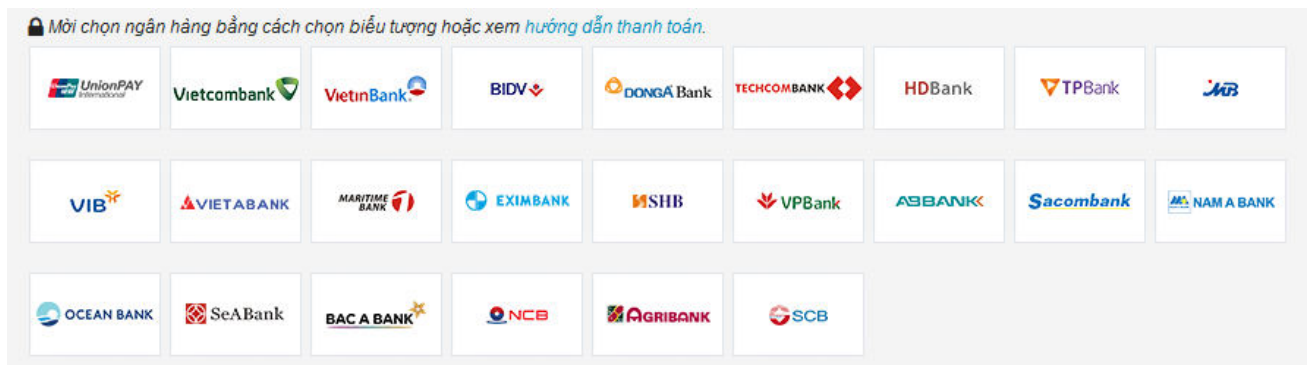 Mời chọn ngân hàng bằng cách chọn biểu tượng hoặc xem hướng dẫn thanh toán.
UnionPAY International
Vietcombank
VietinBank
BIDV
DONGA Bank
TECHCOMBANK
HDBank
TPBank
MB
VIB
VIETABANK
MARITIME BANK
EXIMBANK
SHB
VPBank
ABBANK
Sacombank
NAM A BANK
OCEAN BANK
SeABank
BAC A BANK
NCB
AGRIBANK
SCB